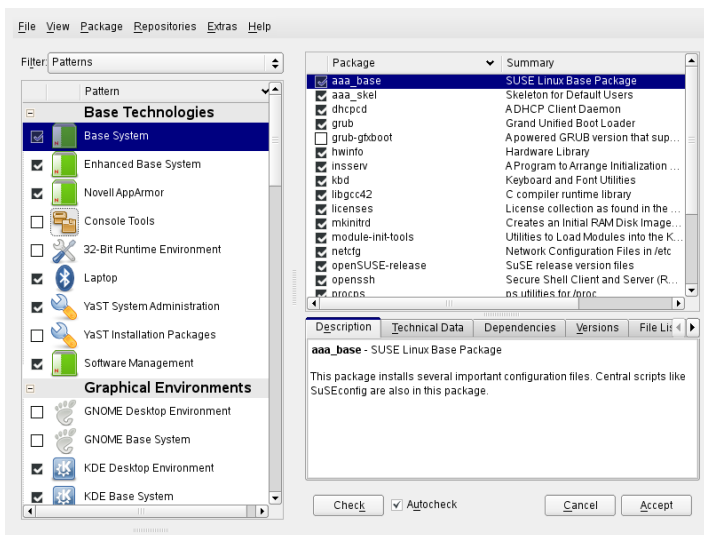 File View Package Repositories Extras Help
Filter: Patterns
Pattern
Base Technologies
Base System
Enhanced Base System
Novell AppArmor
Console Tools
32-Bit Runtime Environment
Laptop
YaST System Administration
YaST Installation Packages
Software Management
Graphical Environments
GNOME Desktop Environment
GNOME Base System
KDE Desktop Environment
KDE Base System
Package Summary
aaa_base SUSE Linux Base Package
aaa_skel Skeleton for Default Users
dhcpcd A DHCP Client Daemon
grub Grand Unified Boot Loader
grub-gfxboot A powered GRUB version that sup...
hwinfo Hardware Library
insserv A Program to Arrange Initialization ...
kbd Keyboard and Font Utilities
libgcc42 C compiler runtime library
licenses License collection as found in the ...
mkinitrd Creates an Initial RAM Disk Image...
module-init-tools Utilities to Load Modules into the K...
netcfg Network Configuration Files in /etc
openSUSE-release SuSE release version files
openssh Secure Shell Client and Server (R...
procps ps utilities for /proc
Description Technical Data Dependencies Versions File Lis
aaa_base - SUSE Linux Base Package
This package installs several important configuration files. Central scripts like
SuSEconfig are also in this package.
Check Autocheck Cancel Accept